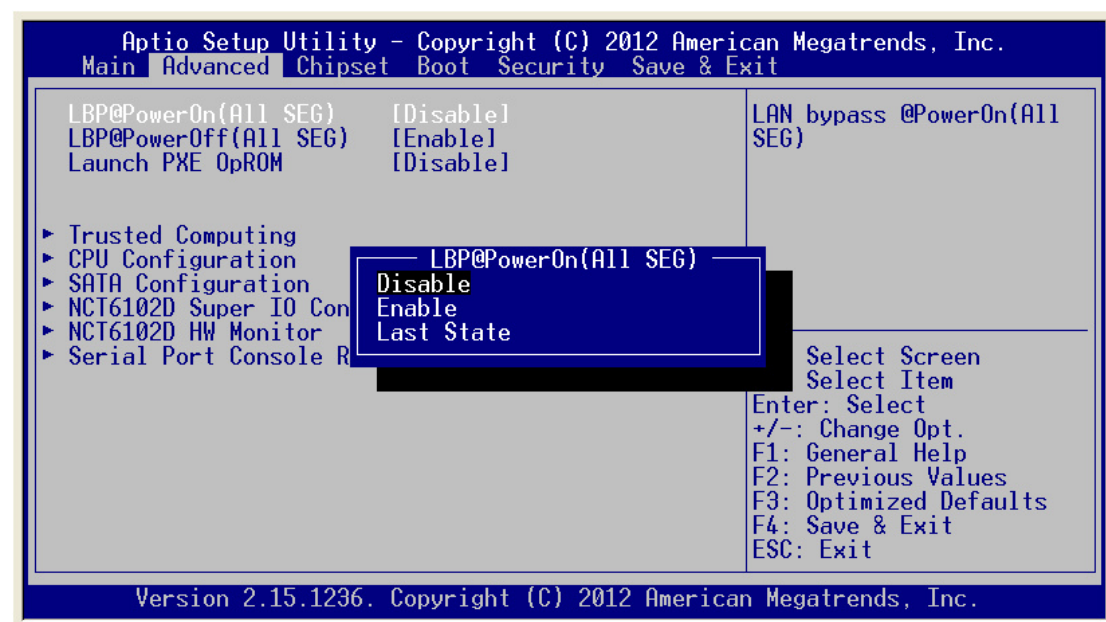 Aptio Setup Utility - Copyright (C) 2012 American Megatrends, Inc.
Main Advanced Chipset Boot Security Save & Exit
LBP@PowerOn(All SEG) [Disable]
LBP@PowerOff(All SEG) [Enable]
Launch PXE OpROM [Disable]
► Trusted Computing
► CPU Configuration
► SATA Configuration
► NCT6102D Super IO Con
► NCT6102D HW Monitor
► Serial Port Console R
LBP@PowerOn(All SEG)
Disable
Enable
Last State
LAN bypass @PowerOn(All
SEG)
Select Screen
Select Item
Enter: Select
+/-: Change Opt.
F1: General Help
F2: Previous Values
F3: Optimized Defaults
F4: Save & Exit
ESC: Exit
Version 2.15.1236. Copyright (C) 2012 American Megatrends, Inc.